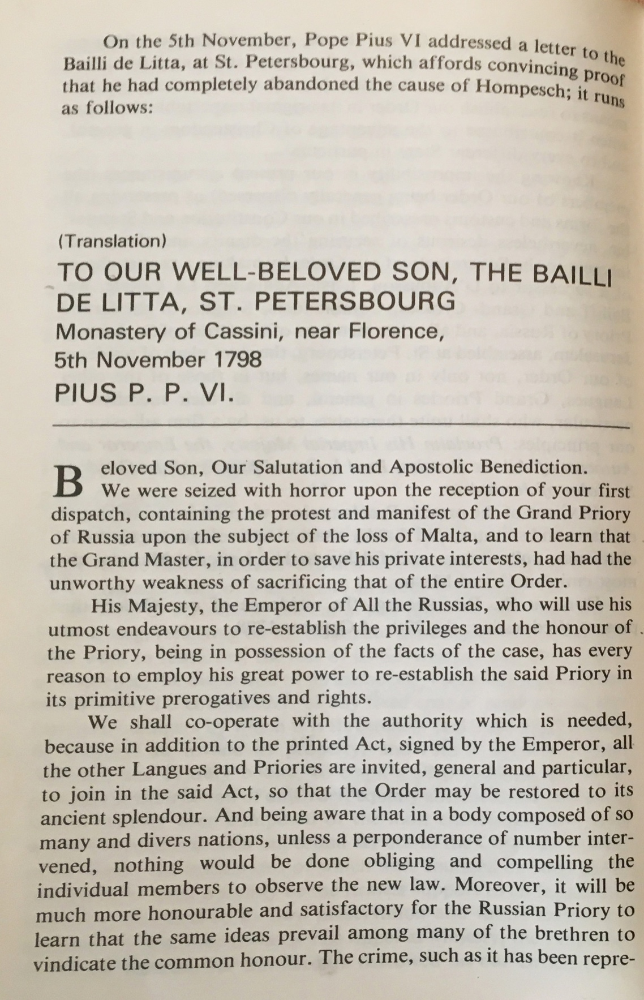 On the 5th November, Pope Pius VI addressed a letter to the
Bailli de Litta, at St. Petersbourg, which affords convincing proof
that he had completely abandoned the cause of Hompesch; it runs
as follows:
(Translation)
TO OUR WELL-BELOVED SON, THE BAILLI
DE LITTA, ST. PETERSBOURG
Monastery of Cassini, near Florence,
5th November 1798
PIUS P. P. VI.
Beloved Son, Our Salutation and Apostolic Benediction.
We were seized with horror upon the reception of your first
dispatch, containing the protest and manifest of the Grand Priory
of Russia upon the subject of the loss of Malta, and to learn that
the Grand Master, in order to save his private interests, had had the
unworthy weakness of sacrificing that of the entire Order.
His Majesty, the Emperor of All the Russias, who will use his
utmost endeavours to re-establish the privileges and the honour of
the Priory, being in possession of the facts of the case, has every
reason to employ his great power to re-establish the said Priory in
its primitive prerogatives and rights.
We shall co-operate with the authority which is needed,
because in addition to the printed Act, signed by the Emperor, all
the other Langues and Priories are invited, general and particular,
to join in the said Act, so that the Order may be restored to its
ancient splendour. And being aware that in a body composed of so
many and divers nations, unless a perponderance of number inter-
vened, nothing would be done obliging and compelling the
individual members to observe the new law. Moreover, it will be
much more honourable and satisfactory for the Russian Priory to
learn that the same ideas prevail among many of the brethren to
vindicate the common honour. The crime, such as it has been repre-